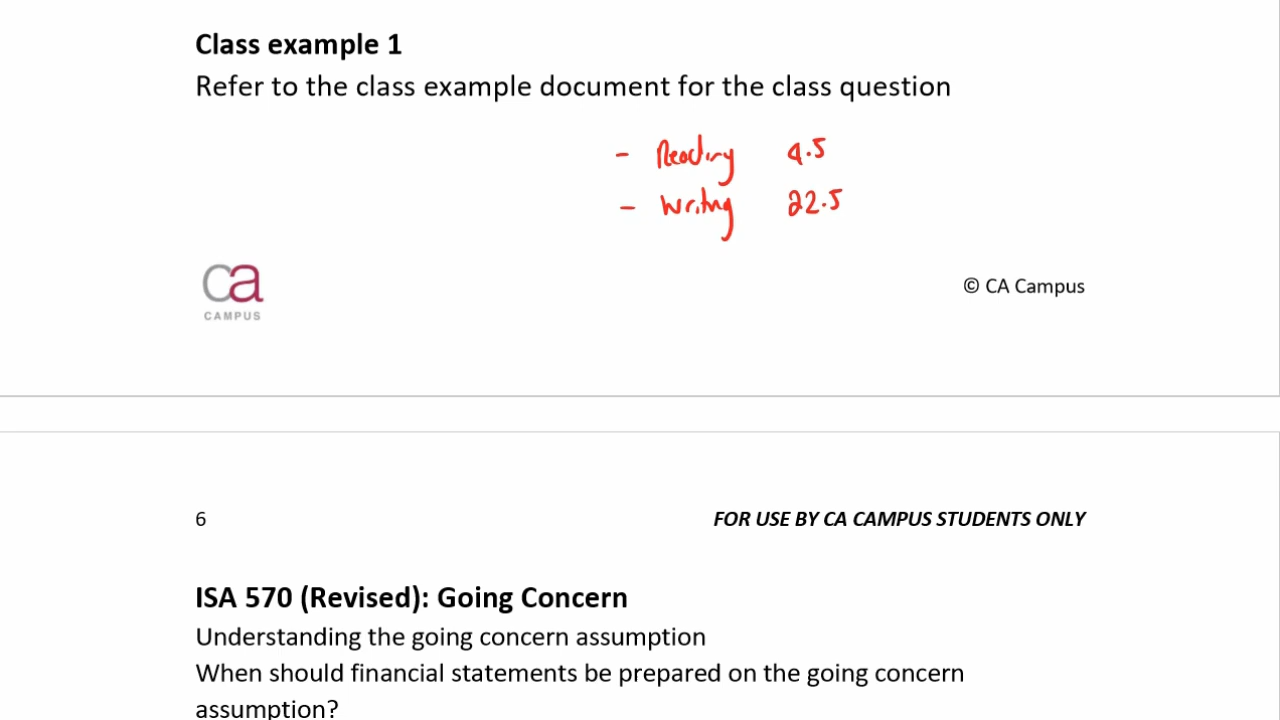 Class example 1
Refer to the class example document for the class question
- Reading 4.5
- Writing 22.5
ca
CAMPUS
© CA Campus
6
FOR USE BY CA CAMPUS STUDENTS ONLY
ISA 570 (Revised): Going Concern
Understanding the going concern assumption
When should financial statements be prepared on the going concern
assumption?